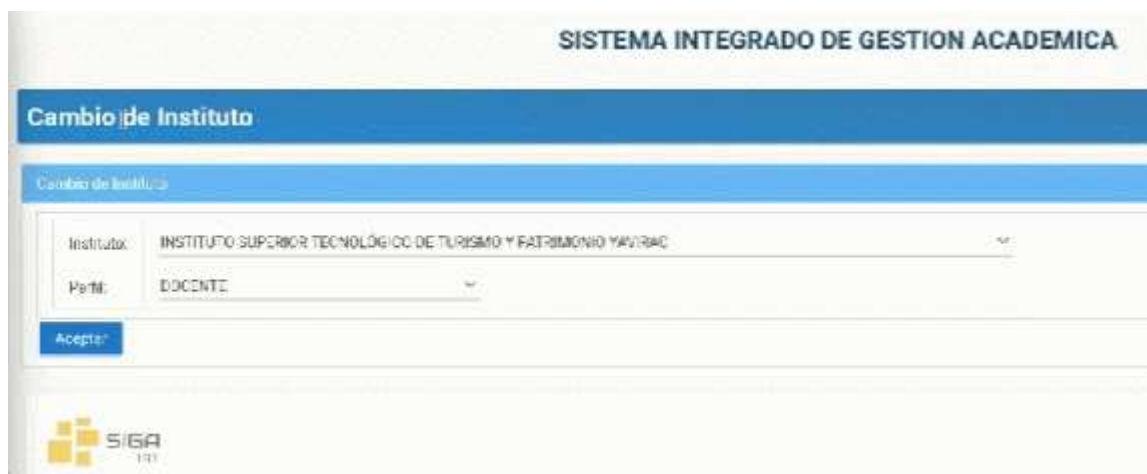 SISTEMA INTEGRADO DE GESTION ACADEMICA
Cambio de Instituto
Cambio de Instituto
Instituto: INSTITUTO SUPERIOR TECNOLÓGICO DE TURISMO Y PATRIMONIO YAVIRAC
Perfil: DOCENTE
Aceptar
SIGA